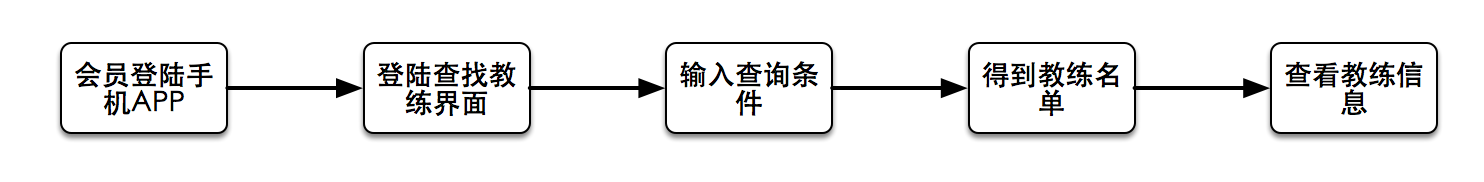 会员登陆手
机APP
登陆查找教
练界面
输入查询条
件
得到教练名
单
查看教练信
息